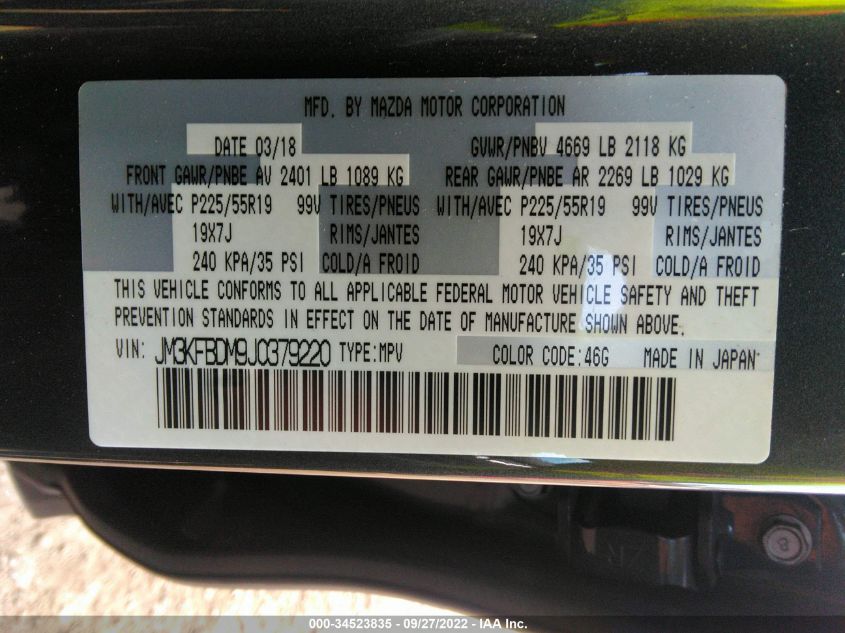 MFD. BY MAZDA MOTOR CORPORATION
DATE 03/18 GVWR/PNBV 4669 LB 2118 KG
FRONT GAWR/PNBE AV 2401 LB 1089 KG REAR GAWR/PNBE AR 2269 LB 1029 KG
WITH/AVEC P225/55R19 99V TIRES/PNEUS WITH/AVEC P225/55R19 99V TIRES/PNEUS
19X7J RIMS/JANTES 19X7J RIMS/JANTES
240 KPA/35 PSI COLD/A FROID 240 KPA/35 PSI COLD/A FROID
THIS VEHICLE CONFORMS TO ALL APPLICABLE FEDERAL MOTOR VEHICLE SAFETY AND THEFT
PREVENTION STANDARDS IN EFFECT ON THE DATE OF MANUFACTURE SHOWN ABOVE.
VIN: JM3KFBDM9J0379220 TYPE:MPV COLOR CODE:46G MADE IN JAPAN
000-34523835 - 09/27/2022 - IAA Inc.